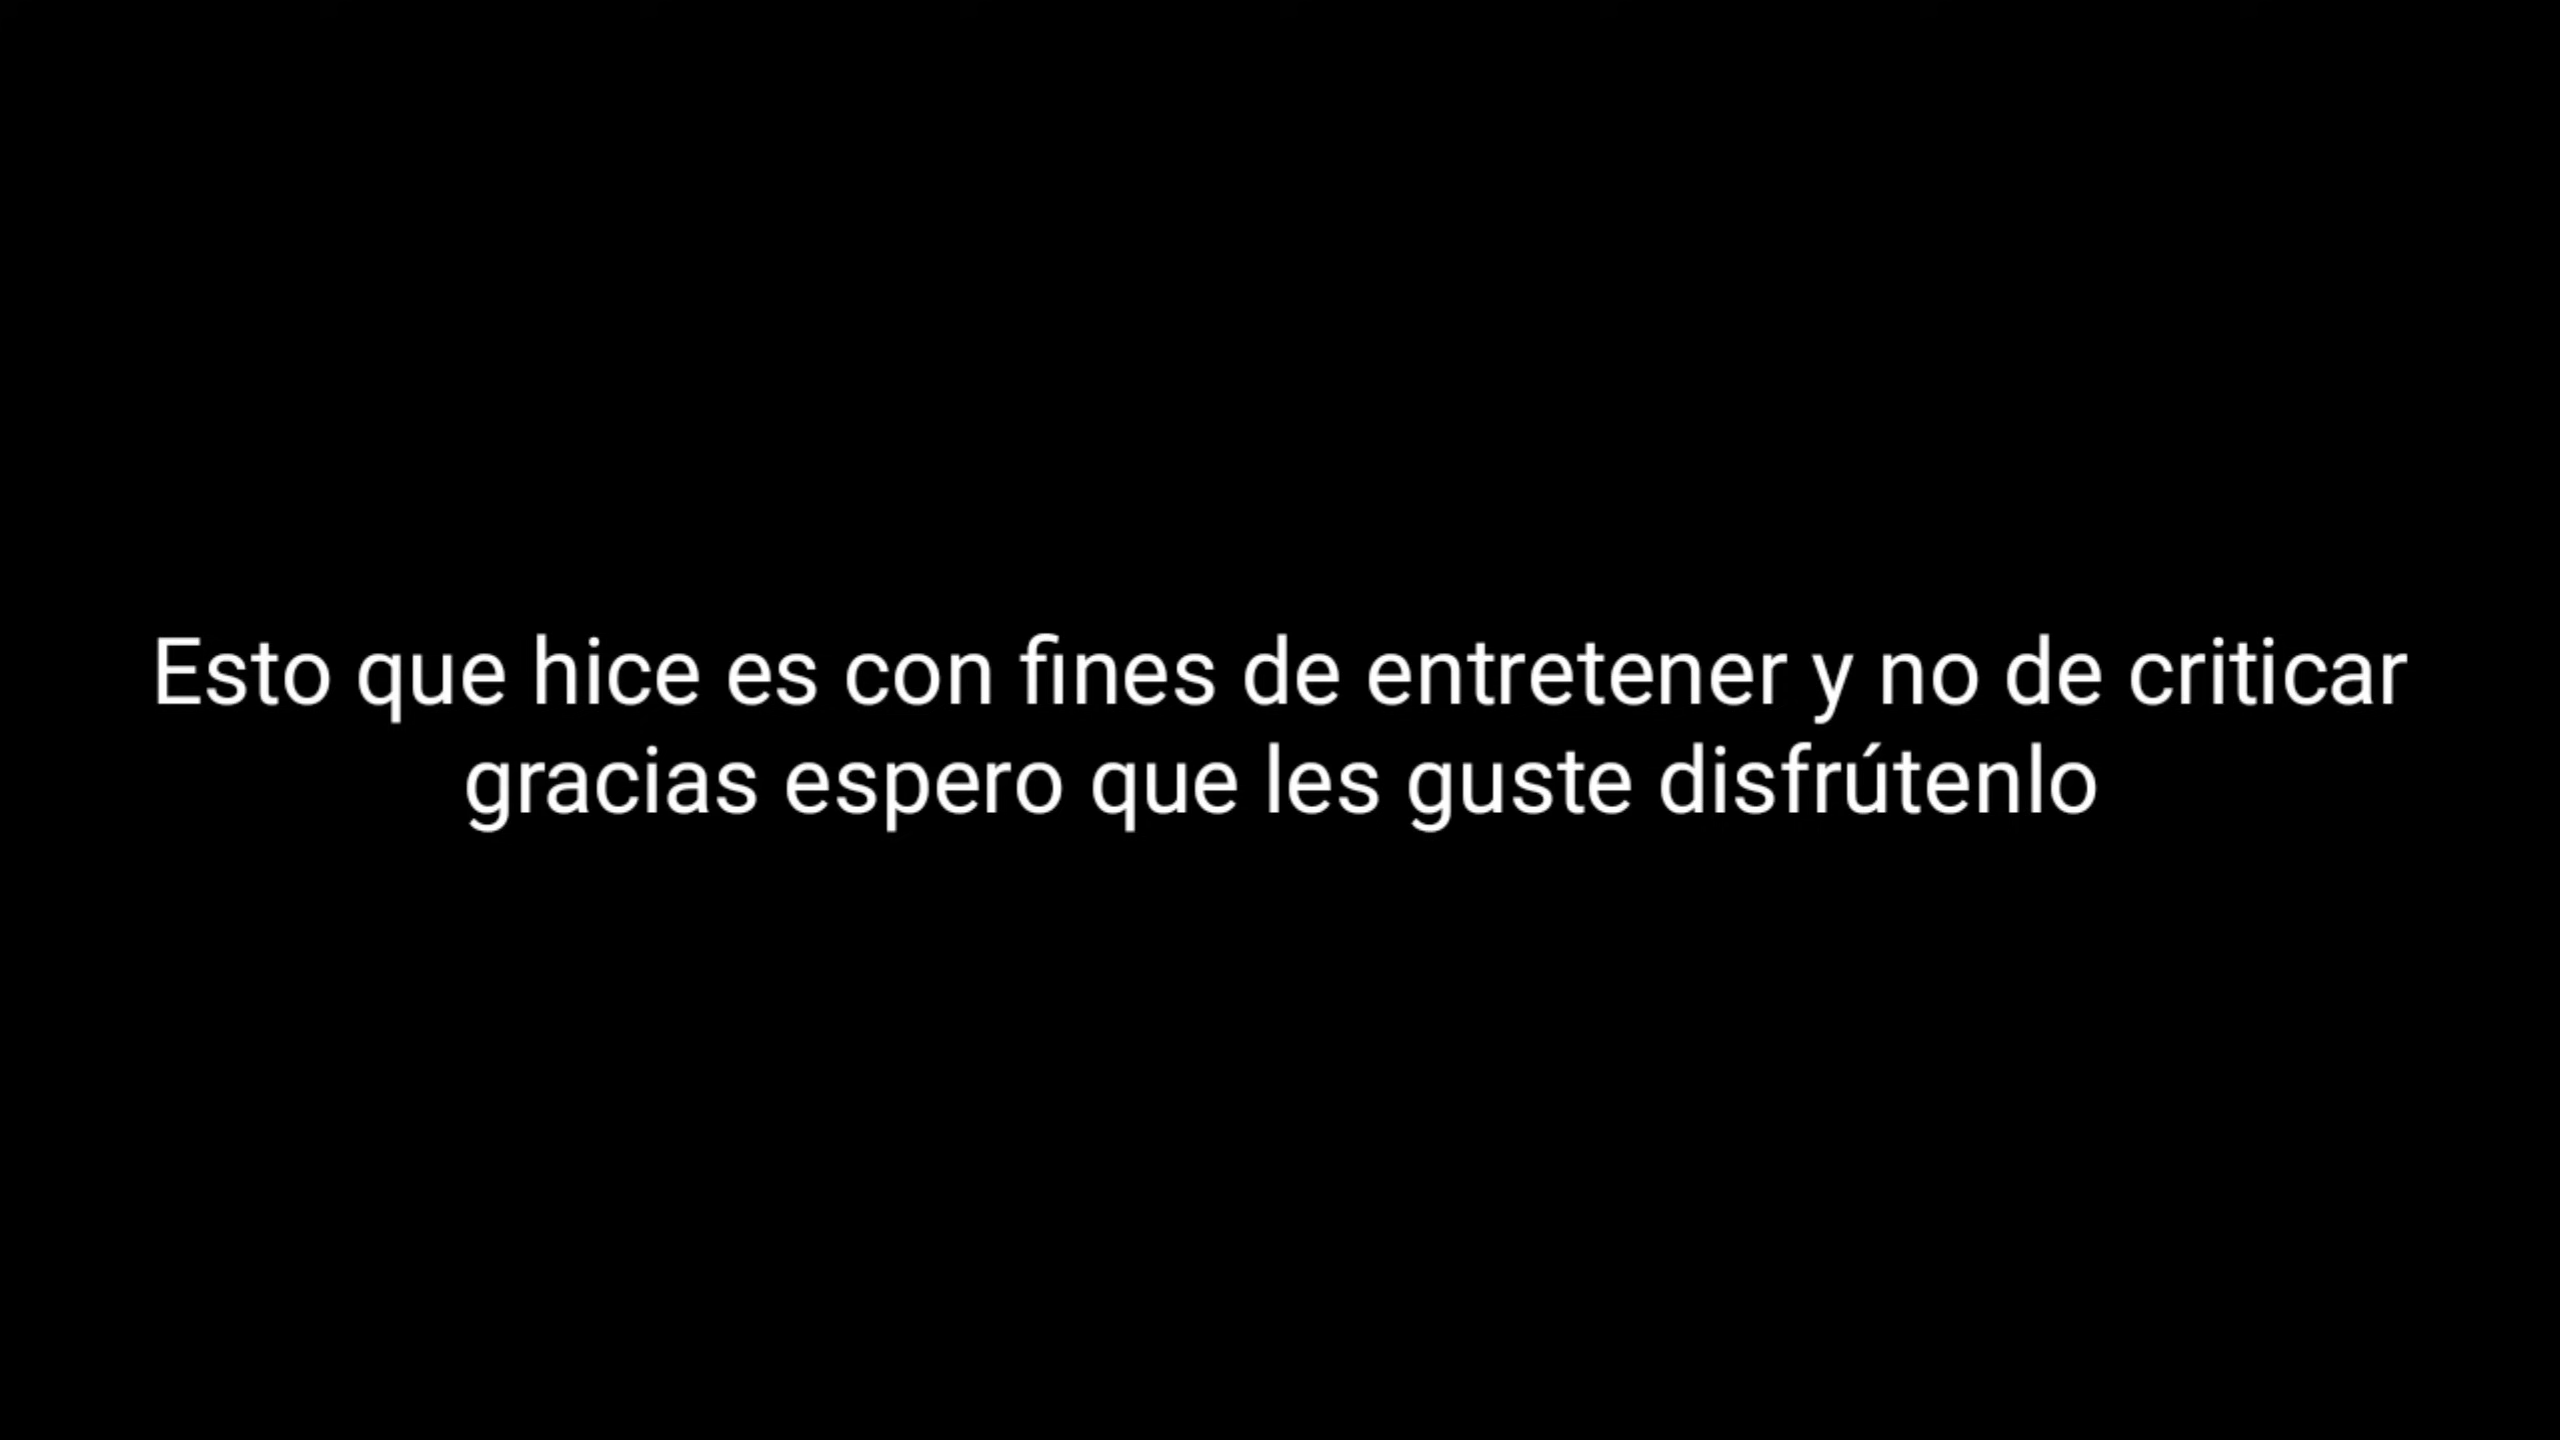 Esto que hice es con fines de entretener y no de criticar
gracias espero que les guste disfrútenlo